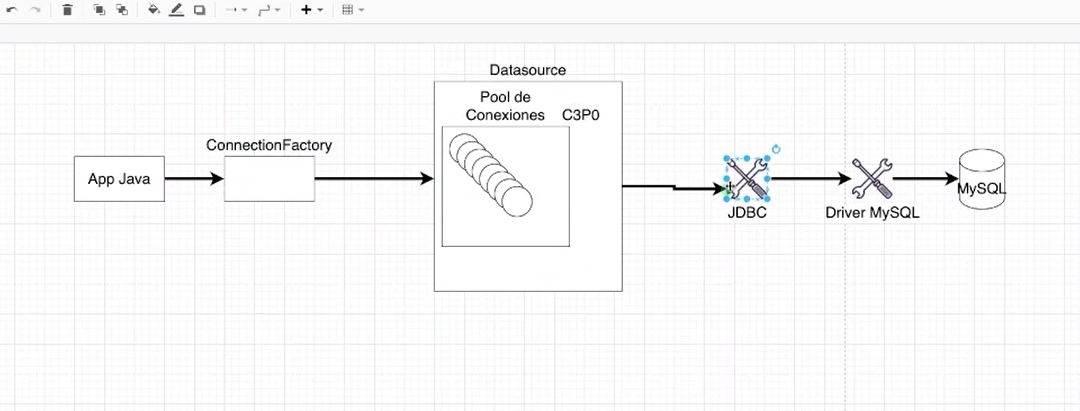 Datasource
Pool de
Conexiones
C3P0
ConnectionFactory
App Java
JDBC
Driver MySQL
MySQL